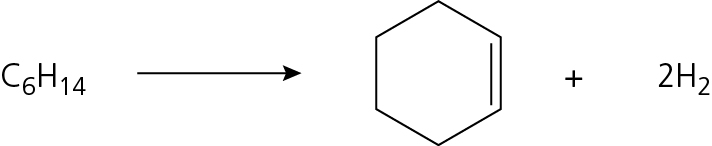 C₆H₁₄ + 2H₂